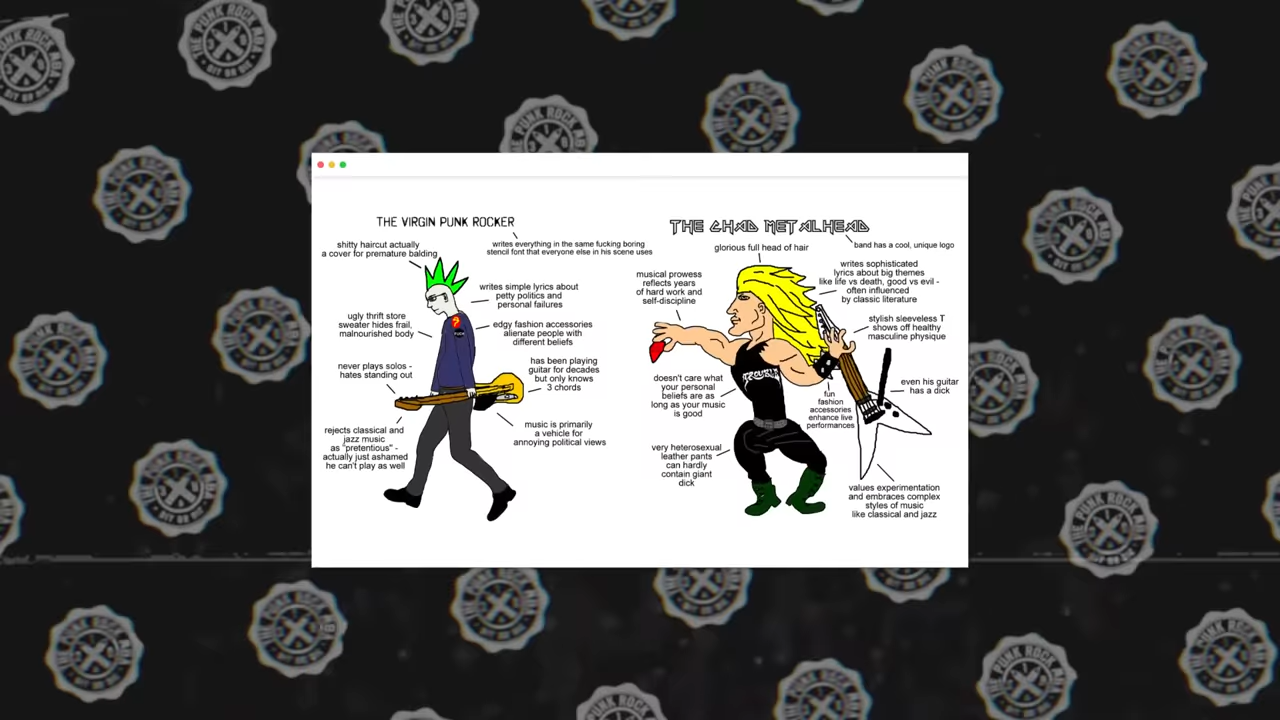 THE VIRGIN PUNK ROCKER
writes everything in the same fucking boring
stencil font that everyone else in his scene uses
shitty haircut actually
a cover for premature balding
writes simple lyrics about
petty politics and
personal failures
ugly thrift store
sweater hides frail,
malnourished body
edgy fashion accessories
alienate people with
different beliefs
never plays solos -
hates standing out
has been playing
guitar for decades
but only knows
3 chords
rejects classical and
jazz music
as "pretentious" -
actually just ashamed
he can't play as well
music is primarily
a vehicle for
annoying political views
THE CHAD METALHEAD
band has a cool, unique logo
glorious full head of hair
musical prowess
reflects years
of hard work and
self-discipline
writes sophisticated
lyrics about big themes
like life vs death, good vs evil -
often influenced
by classic literature
stylish sleeveless T
shows off healthy
masculine physique
doesn't care what
your personal
beliefs are as
long as your music
is good
fun
fashion
accessories
enhance live
performances
even his guitar
has a dick
very heterosexual
leather pants
can hardly
contain giant
dick
values experimentation
and embraces complex
styles of music
like classical and jazz
THE PUNK ROCK MBA